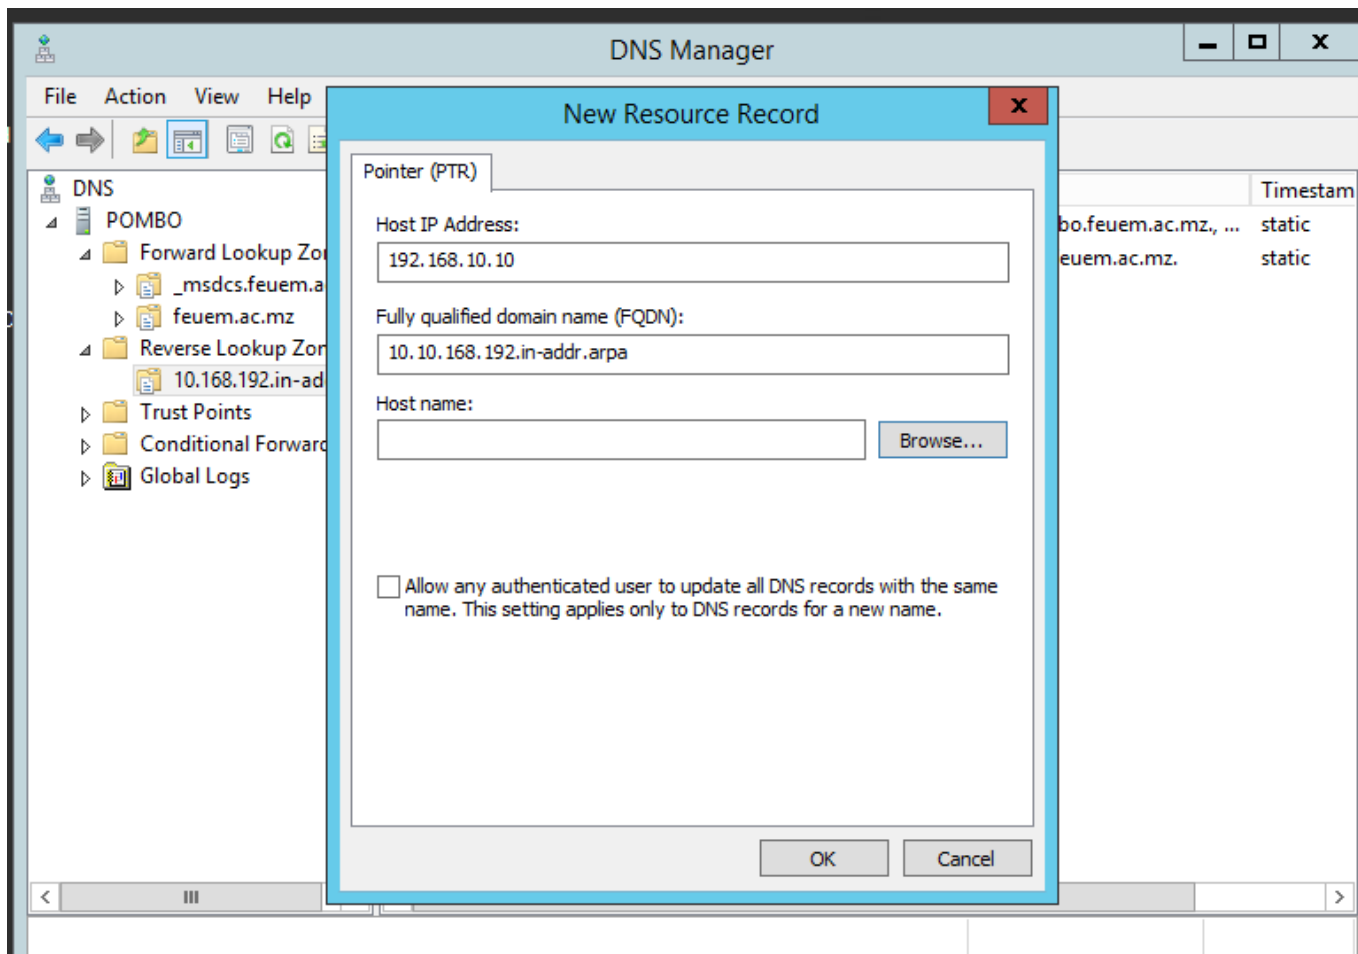 DNS Manager
File Action View Help
New Resource Record
Pointer (PTR)
Host IP Address:
192.168.10.10
Fully qualified domain name (FQDN):
10.10.168.192.in-addr.arpa
Host name:
Browse...
Allow any authenticated user to update all DNS records with the same
name. This setting applies only to DNS records for a new name.
OK Cancel
DNS
POMBO
Forward Lookup Zo
_msdcs.feuem.a
feuem.ac.mz
Reverse Lookup Zor
10.168.192.in-ad
Trust Points
Conditional Forward
Global Logs
Timestam
bo.feuem.ac.mz., ... static
euem.ac.mz. static